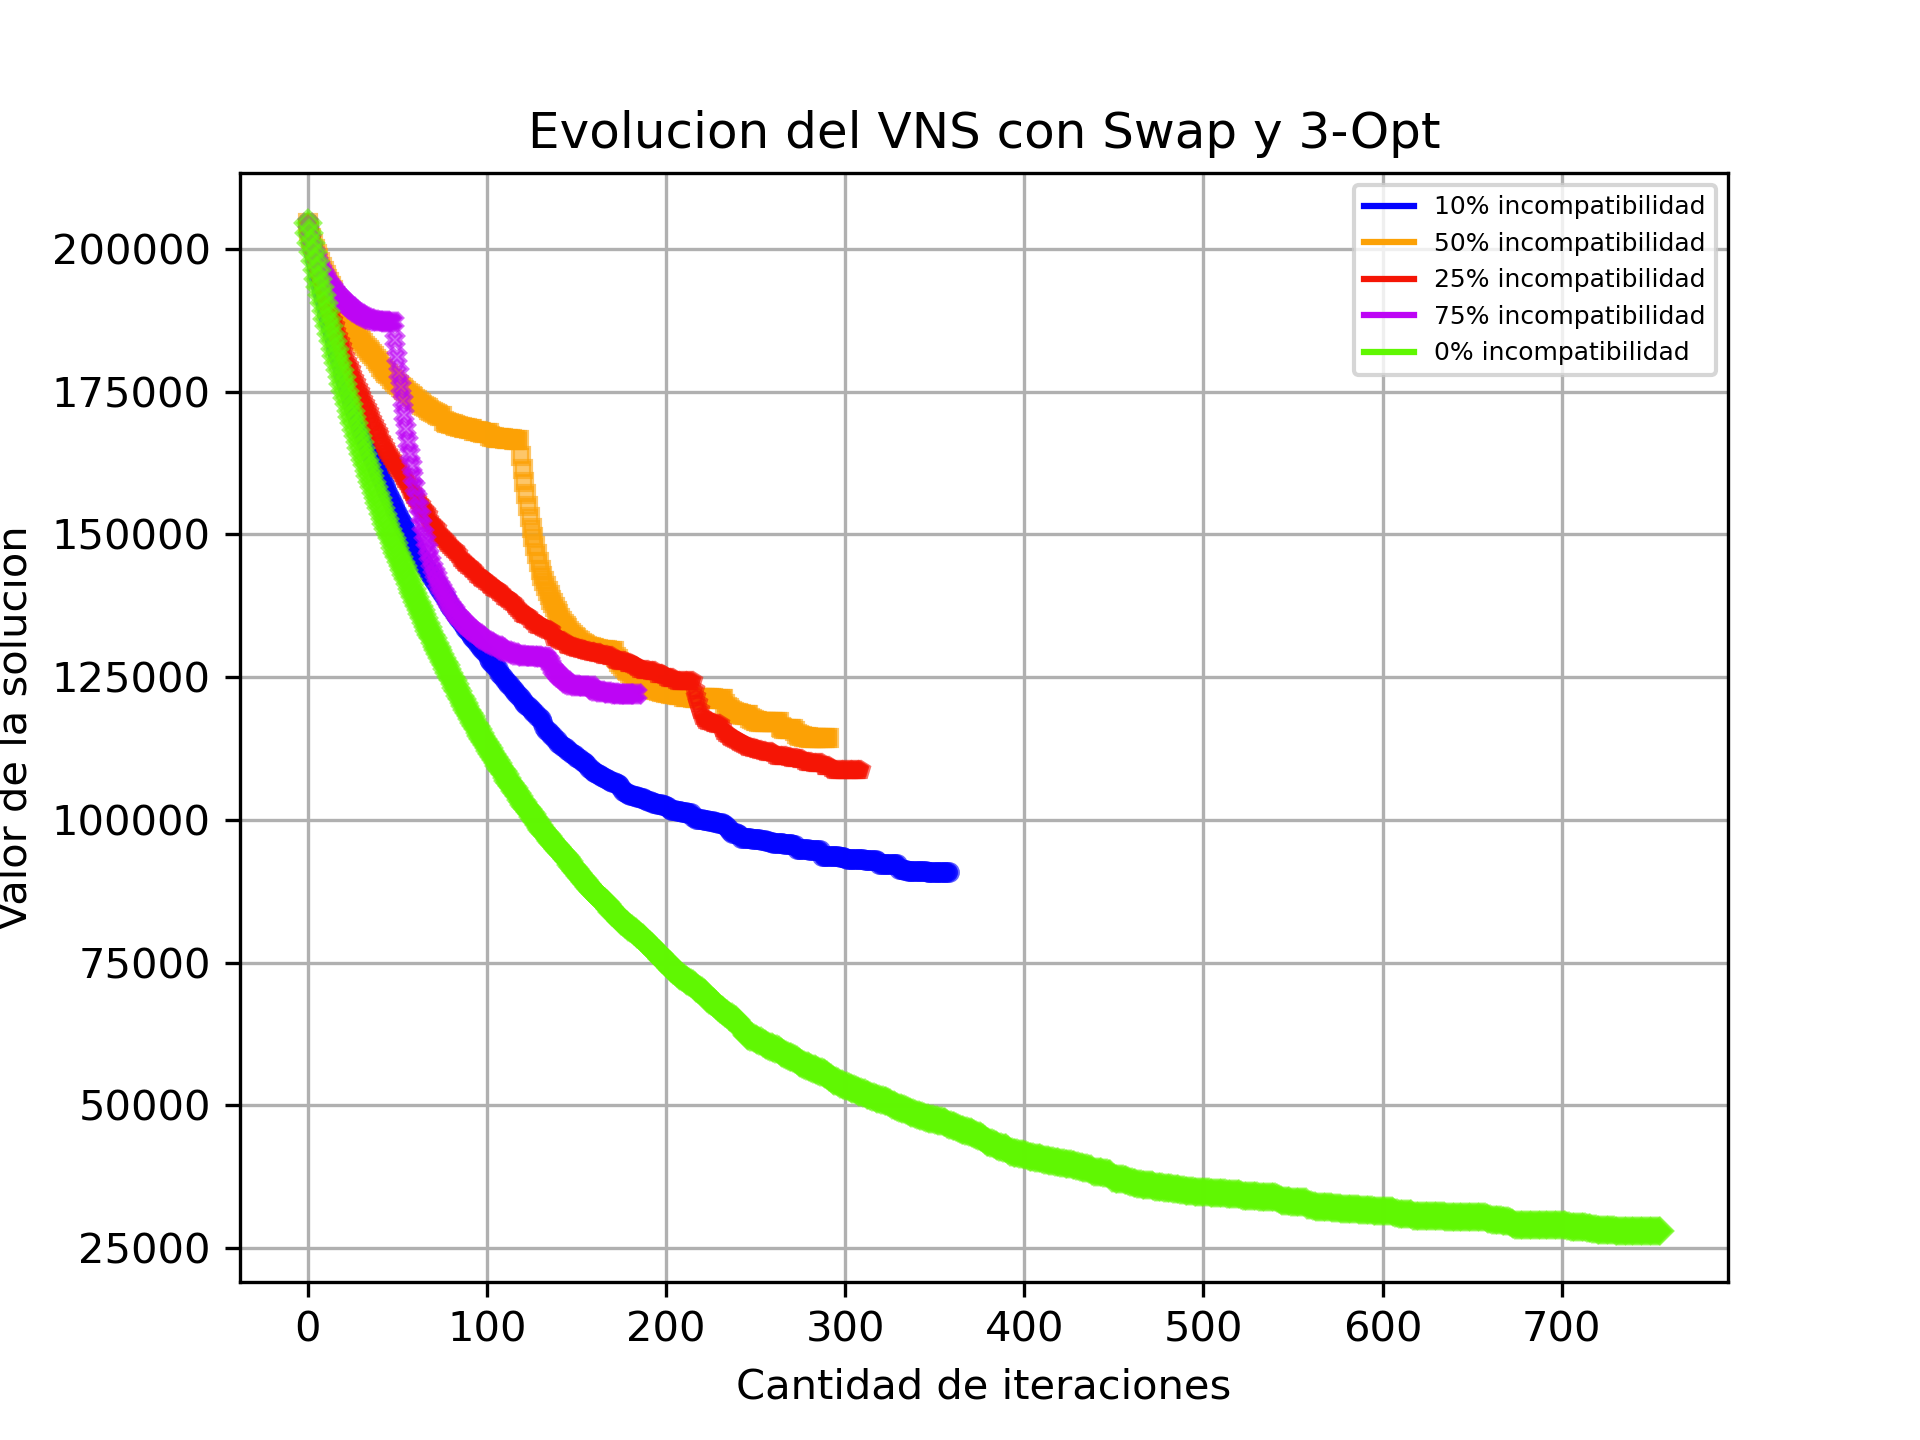 Evolucion del VNS con Swap y 3-Opt
10% incompatibilidad
50% incompatibilidad
25% incompatibilidad
75% incompatibilidad
0% incompatibilidad
Valor de la solucion
200000
175000
150000
125000
100000
75000
50000
25000
0 100 200 300 400 500 600 700
Cantidad de iteraciones